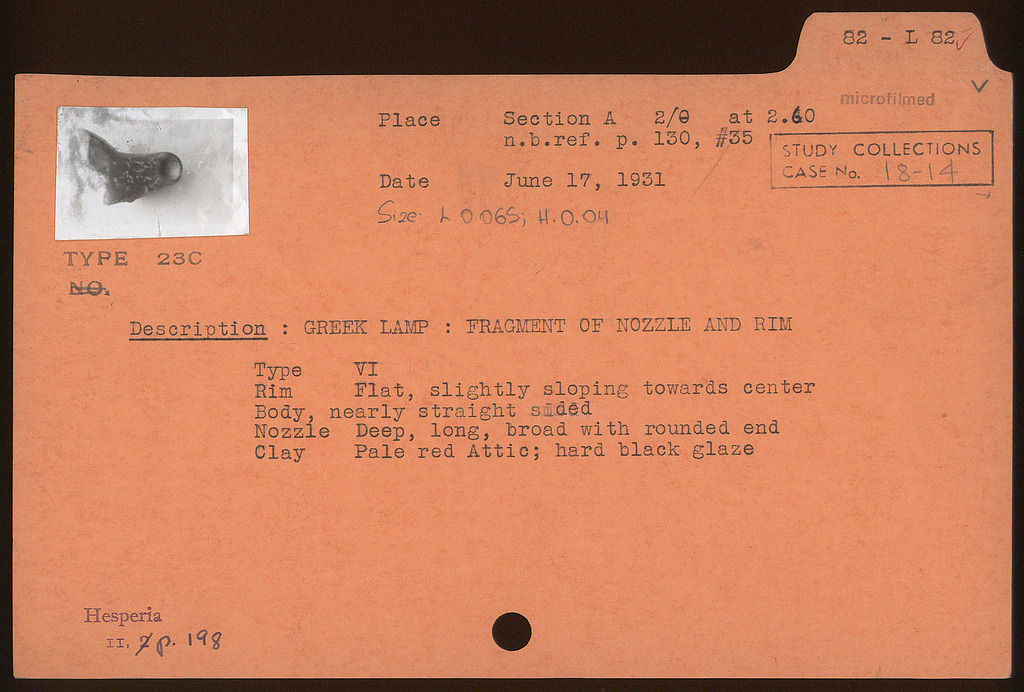 82 - L 82
microfilmed
Place Section A 2/Θ at 2.60
n.b.ref. p. 130, #35
STUDY COLLECTIONS
CASE No. 18-14
Date June 17, 1931
Size: L 0.065; H. 0.04
TYPE 23C
NO.
Description : GREEK LAMP : FRAGMENT OF NOZZLE AND RIM
Type VI
Rim Flat, slightly sloping towards center
Body, nearly straight sided
Nozzle Deep, long, broad with rounded end
Clay Pale red Attic; hard black glaze
Hesperia
II, 2 p. 198